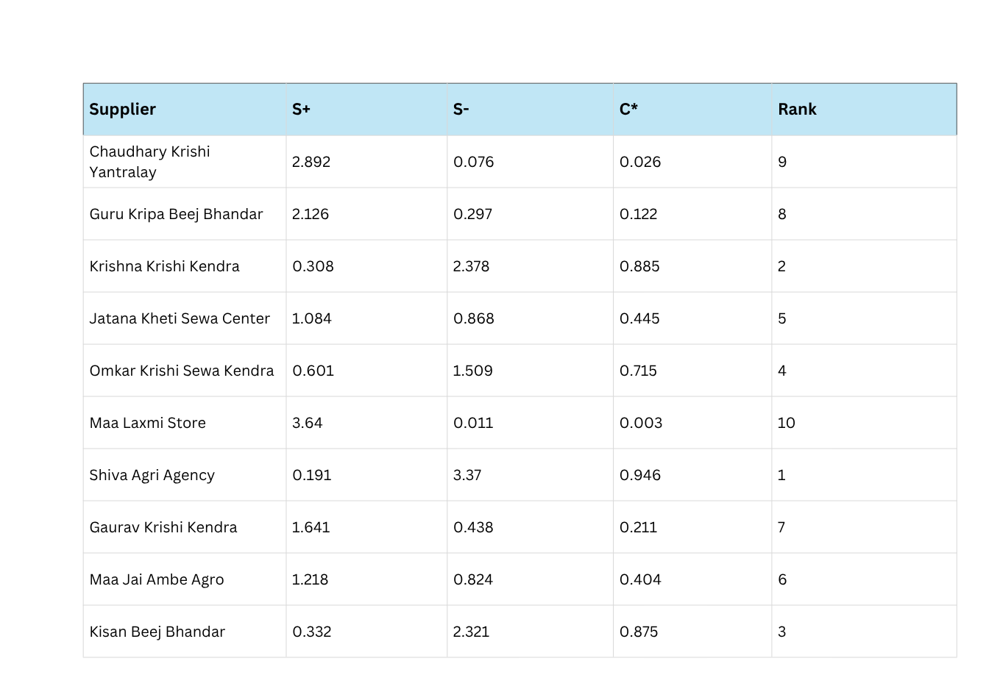 Supplier S+ S- C* Rank
Chaudhary Krishi
Yantralay 2.892 0.076 0.026 9
Guru Kripa Beej Bhandar 2.126 0.297 0.122 8
Krishna Krishi Kendra 0.308 2.378 0.885 2
Jatana Kheti Sewa Center 1.084 0.868 0.445 5
Omkar Krishi Sewa Kendra 0.601 1.509 0.715 4
Maa Laxmi Store 3.64 0.011 0.003 10
Shiva Agri Agency 0.191 3.37 0.946 1
Gaurav Krishi Kendra 1.641 0.438 0.211 7
Maa Jai Ambe Agro 1.218 0.824 0.404 6
Kisan Beej Bhandar 0.332 2.321 0.875 3